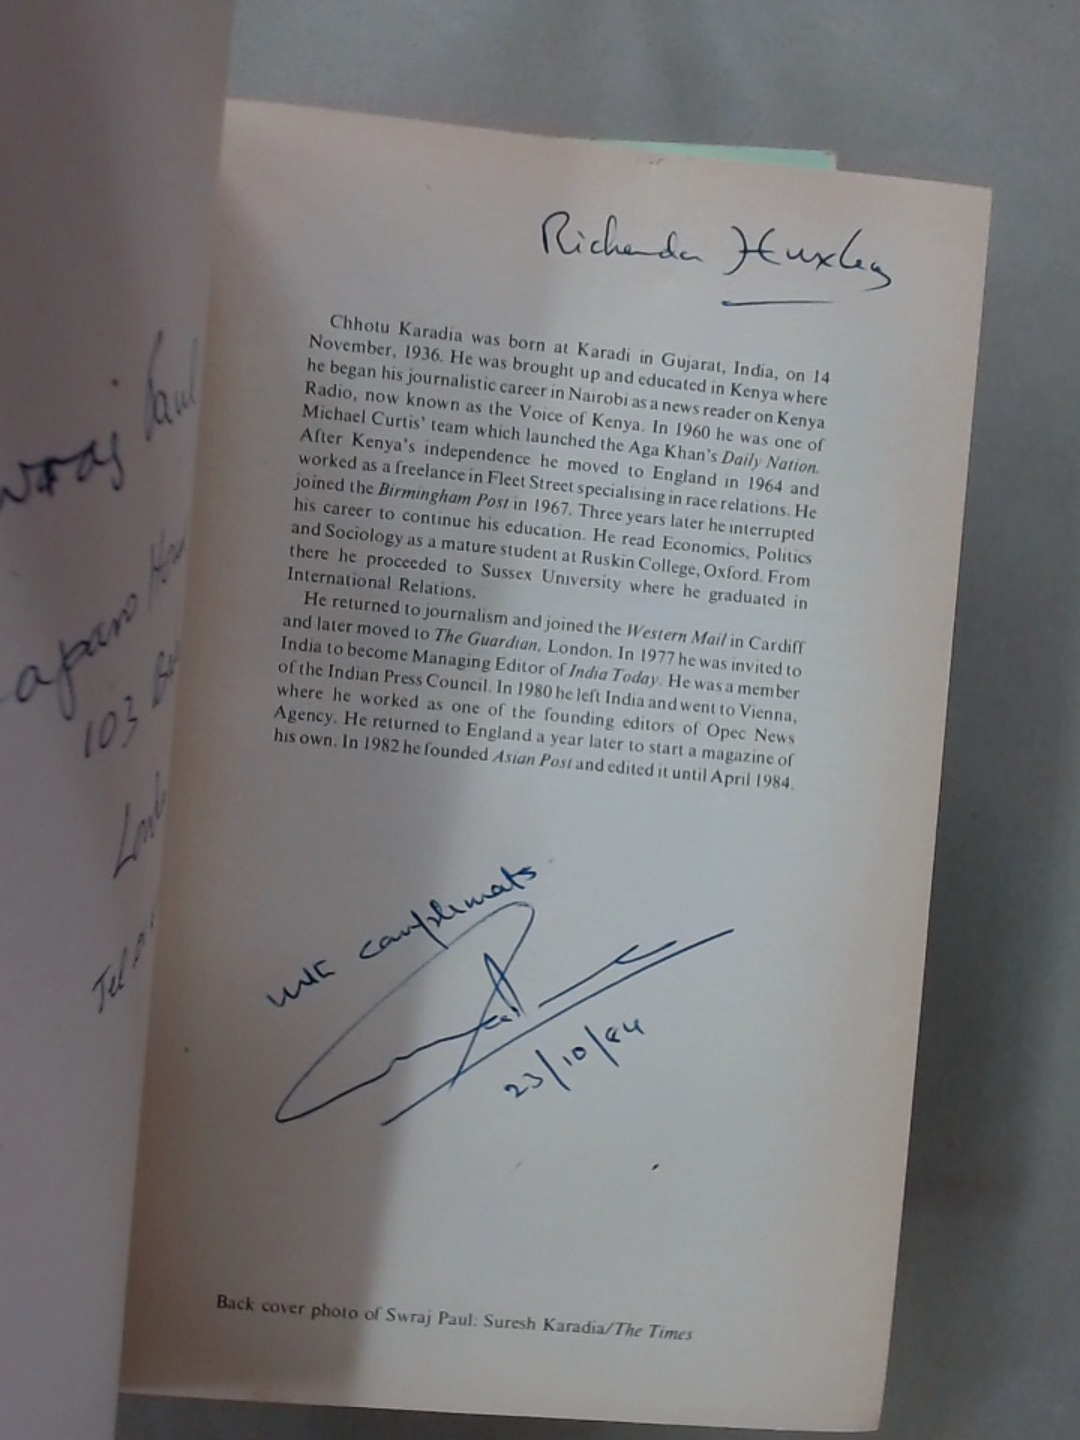 Swraj Paul
Caparo Hou
103 Ba
Lond
Tel
Richenda Huxley
Chhotu Karadia was born at Karadi in Gujarat, India, on 14
November, 1936. He was brought up and educated in Kenya where
he began his journalistic career in Nairobi as a news reader on Kenya
Radio, now known as the Voice of Kenya. In 1960 he was one of
Michael Curtis' team which launched the Aga Khan's Daily Nation.
After Kenya's independence he moved to England in 1964 and
worked as a freelance in Fleet Street specialising in race relations. He
joined the Birmingham Post in 1967. Three years later he interrupted
his career to continue his education. He read Economics, Politics
and Sociology as a mature student at Ruskin College, Oxford. From
there he proceeded to Sussex University where he graduated in
International Relations.
He returned to journalism and joined the Western Mail in Cardiff
and later moved to The Guardian, London. In 1977 he was invited to
India to become Managing Editor of India Today. He was a member
of the Indian Press Council. In 1980 he left India and went to Vienna,
where he worked as one of the founding editors of Opec News
Agency. He returned to England a year later to start a magazine of
his own. In 1982 he founded Asian Post and edited it until April 1984.
with compliments
23/10/84
Back cover photo of Swraj Paul: Suresh Karadia/The Times